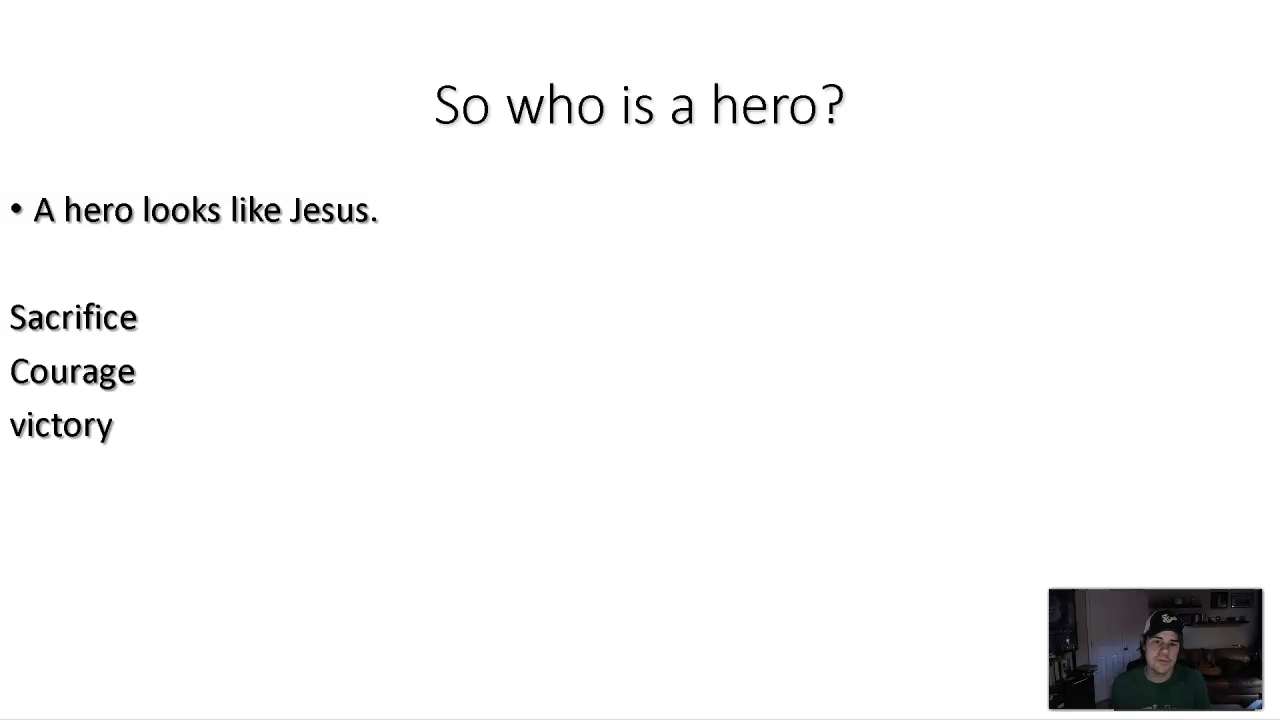 So who is a hero?
• A hero looks like Jesus.
Sacrifice
Courage
victory